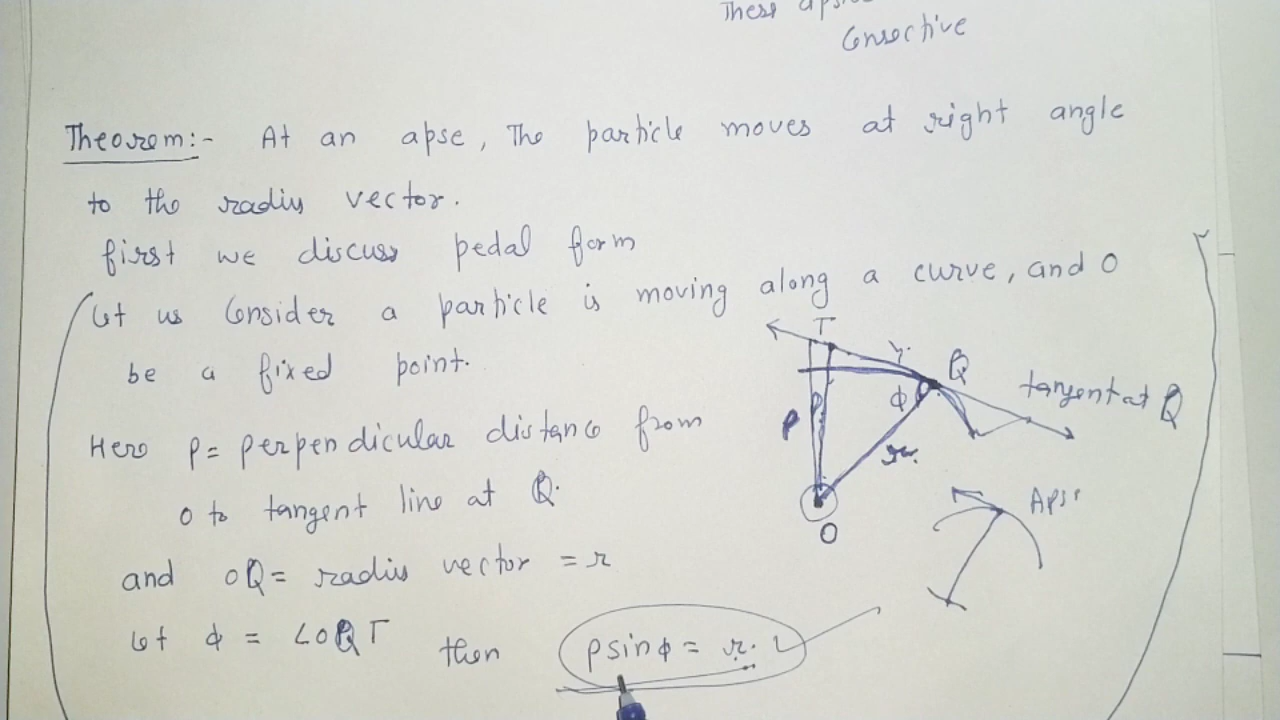 These
Consective
Theorem:- At an apse, The particle moves at right angle
to the radius vector.
first we discuss pedal form
Let us Consider a particle is moving along a curve, and O
be a fixed point.
Here p = perpendicular distance from
O to tangent line at Q.
and OQ = radius vector = r
Let ϕ = ∠OQT then psinϕ = r.
T
Q
tangent at Q
ϕ
P
P
r
O